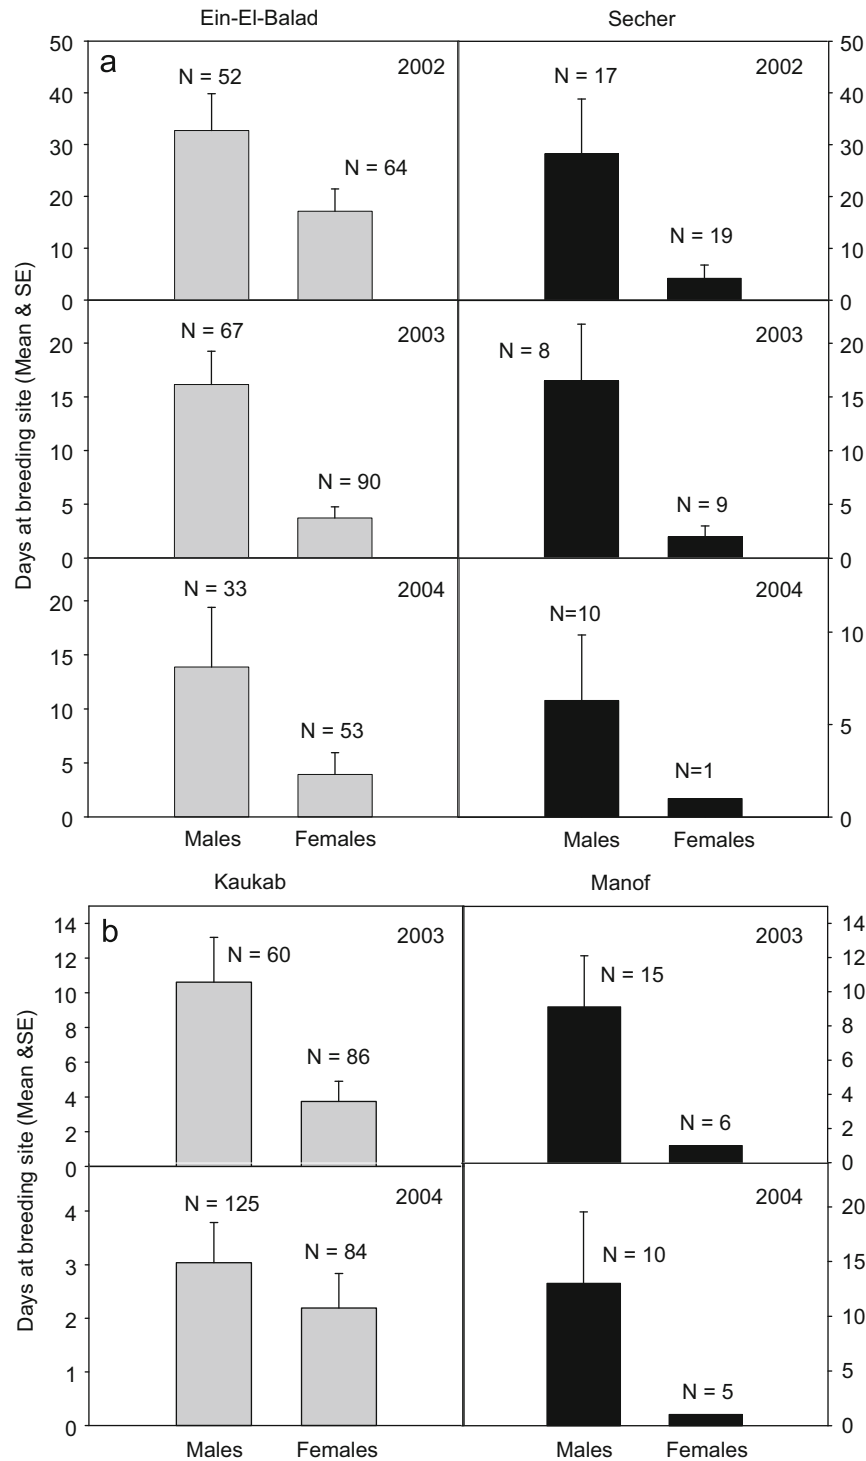 Ein-El-Balad Secher
a
Days at breeding site (Mean & SE)
50 N = 52 2002 N = 17 2002 50
40 40
30 N = 64 30
20 N = 19 20
10 10
0 0
N = 67 2003 2003
20 N = 8 20
15 15
10 N = 90 10
5 N = 9 5
0 0
N = 33 2004 2004
20 N=10 10
15
10 N = 53 5
5 N=1
0 0
Males Females Males Females
Kaukab Manof
b
Days at breeding site (Mean &SE)
14 2003 2003 14
12 N = 60 N = 15 12
10 10
8 8
6 N = 86 6
4 4
2 N = 6 2
0 0
N = 125 2004 2004
4 N = 84 20
3 N = 10 15
2 10
1 N = 5 5
0 0
Males Females Males Females